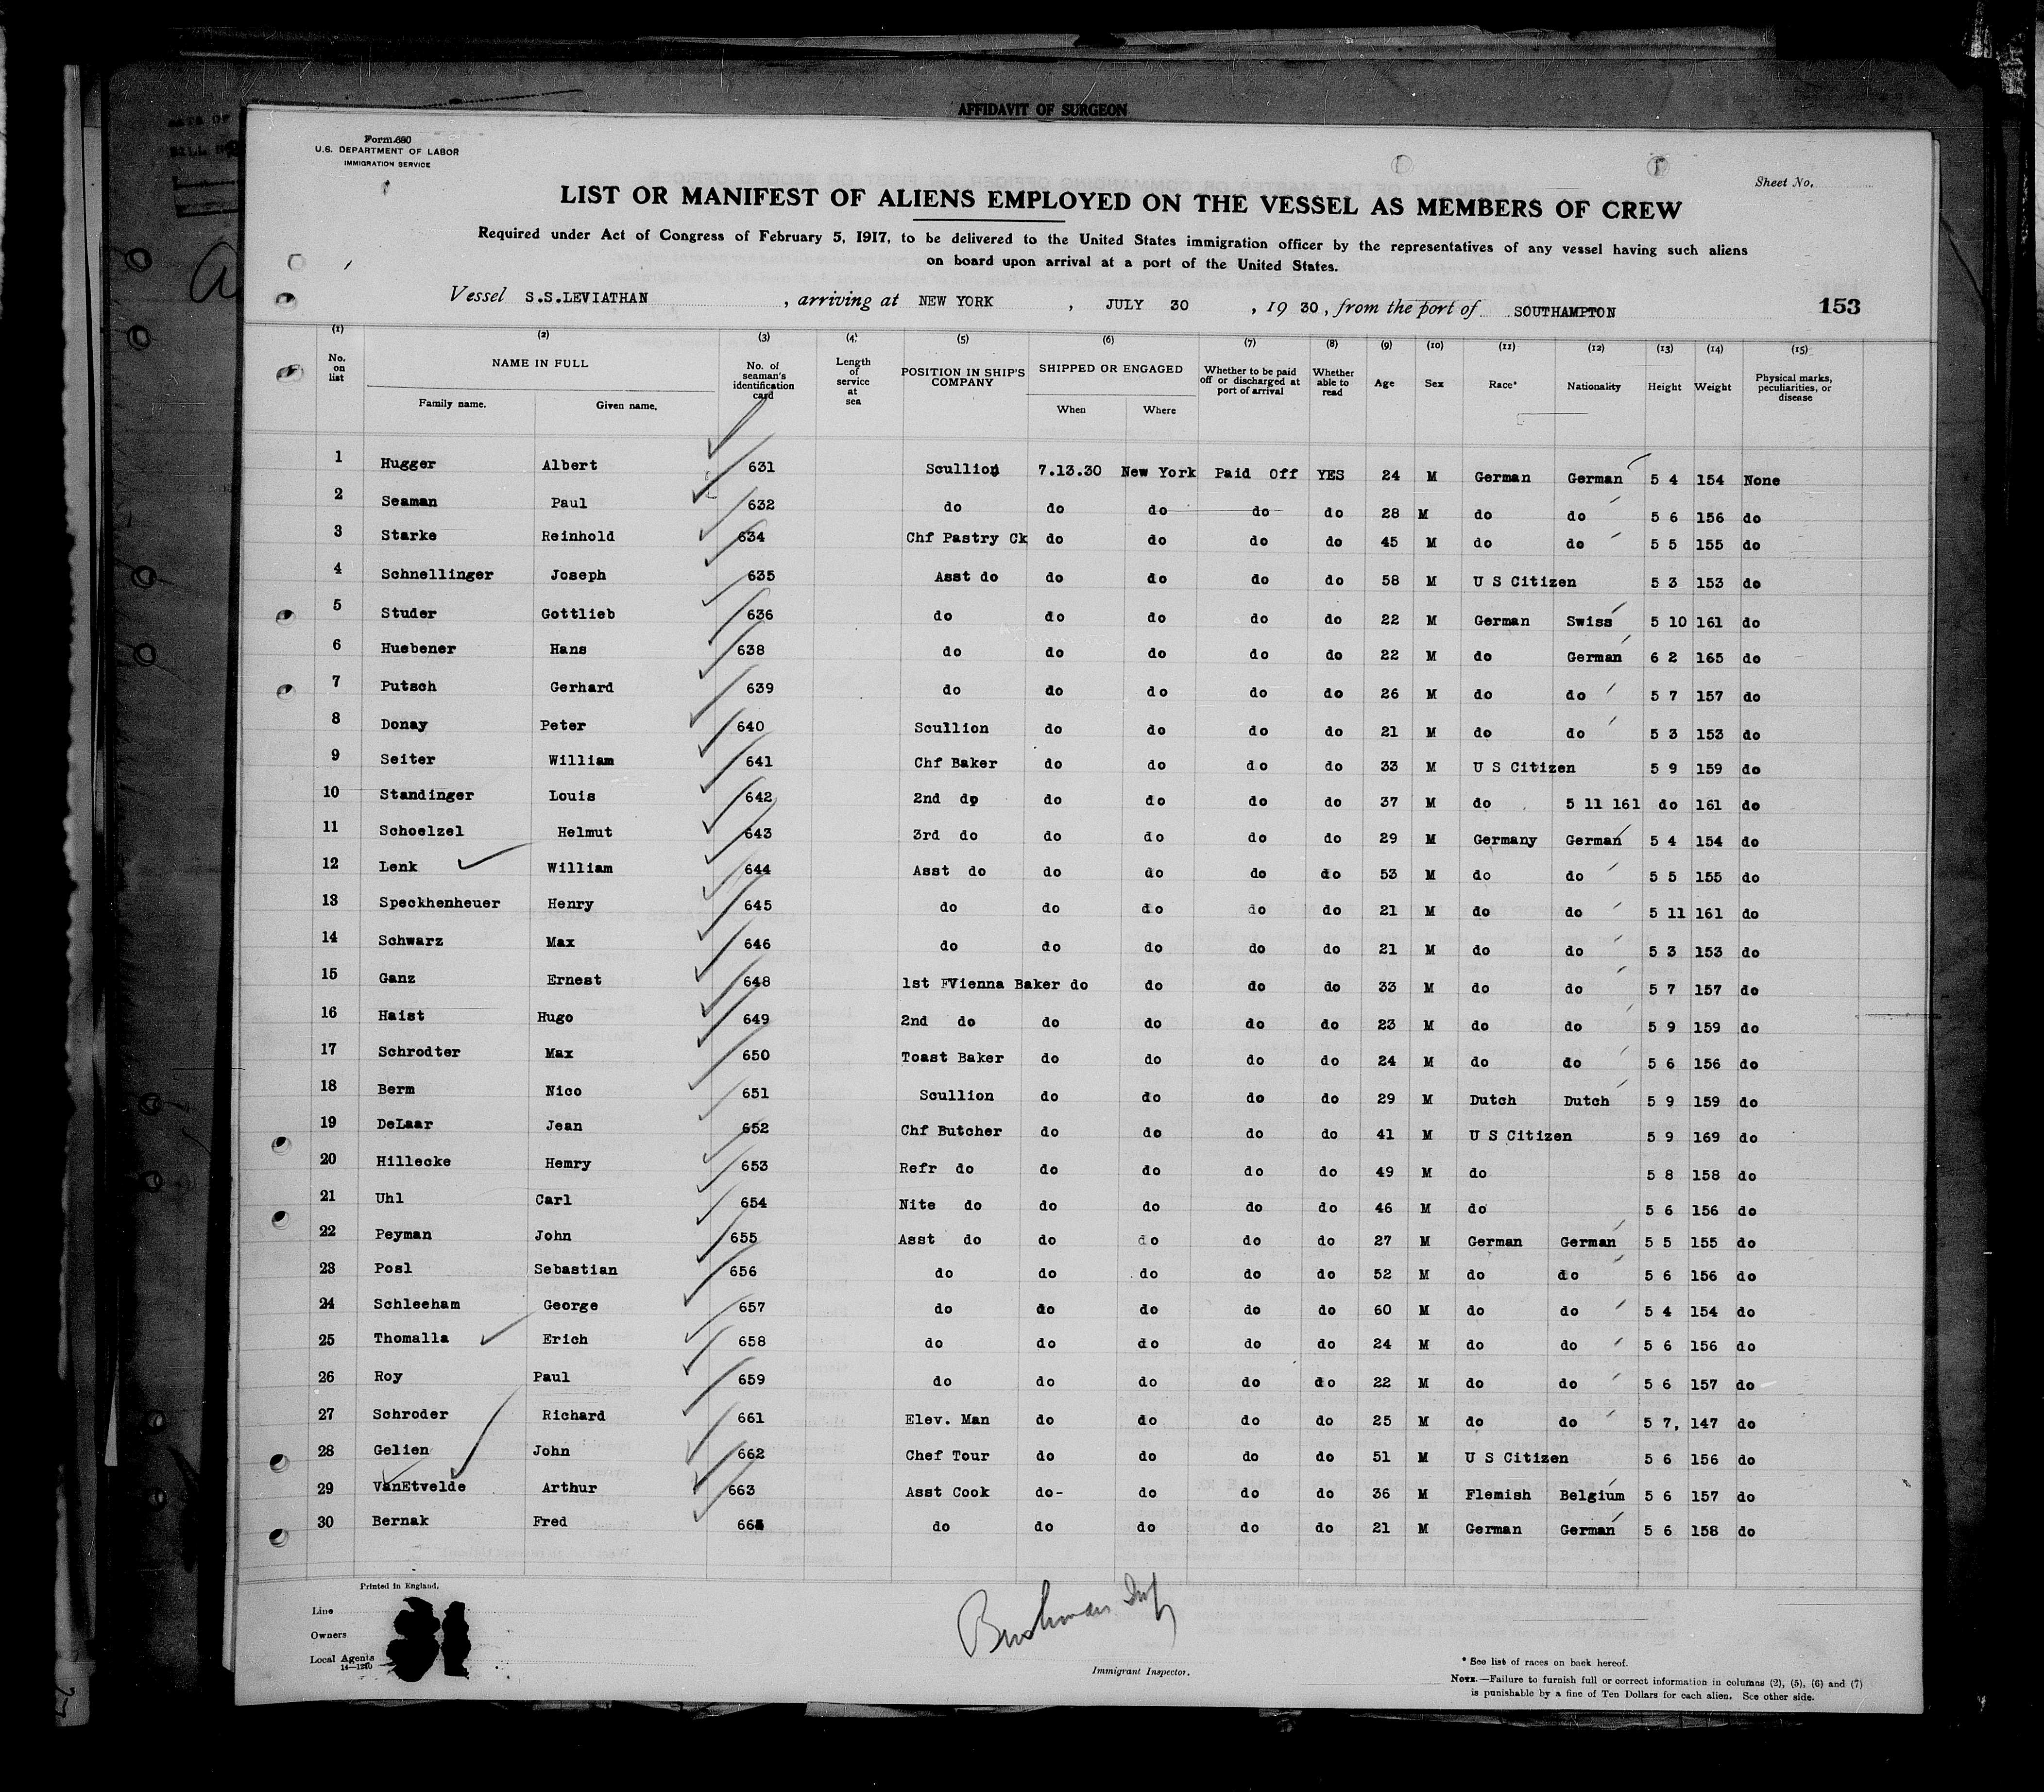 AFFIDAVIT OF SURGEON
Form 680
U.S. DEPARTMENT OF LABOR
IMMIGRATION SERVICE
Sheet No.
LIST OR MANIFEST OF ALIENS EMPLOYED ON THE VESSEL AS MEMBERS OF CREW
Required under Act of Congress of February 5, 1917, to be delivered to the United States immigration officer by the representatives of any vessel having such aliens
on board upon arrival at a port of the United States.
Vessel S.S.LEVIATHAN , arriving at NEW YORK , JULY 30 , 19 30, from the port of SOUTHAMPTON 153
(1) (2) (3) (4) (5) (6) (7) (8) (9) (10) (11) (12) (13) (14) (15)
No. on list NAME IN FULL Family name. Given name. No. of seaman's identification card Length of service at sea POSITION IN SHIP'S COMPANY SHIPPED OR ENGAGED When Where Whether to be paid off or discharged at port of arrival Whether able to read Age Sex Race* Nationality Height Weight Physical marks, peculiarities, or disease
1 Hugger Albert 631 Scullion 7.13.30 New York Paid Off YES 24 M German German 5 4 154 None
2 Seaman Paul 632 do do do do do 28 M do do 5 6 156 do
3 Starke Reinhold 634 Chf Pastry Ck do do do do 45 M do do 5 5 155 do
4 Schnellinger Joseph 635 Asst do do do do do 58 M U S Citizen 5 3 153 do
5 Studer Gottlieb 636 do do do do do 22 M German Swiss 5 10 161 do
6 Huebener Hans 638 do do do do do 22 M do German 6 2 165 do
7 Putsch Gerhard 639 do do do do do 26 M do do 5 7 157 do
8 Donay Peter 640 Scullion do do do do 21 M do do 5 3 153 do
9 Seiter William 641 Chf Baker do do do do 33 M U S Citizen 5 9 159 do
10 Standinger Louis 642 2nd do do do do do 37 M do 5 11 161 do 161 do
11 Schoelzel Helmut 643 3rd do do do do do 29 M Germany German 5 4 154 do
12 Lenk William 644 Asst do do do do do 53 M do do 5 5 155 do
13 Speckhenheuer Henry 645 do do do do do 21 M do do 5 11 161 do
14 Schwarz Max 646 do do do do do 21 M do do 5 3 153 do
15 Ganz Ernest 648 1st FVienna Baker do do do do 33 M do do 5 7 157 do
16 Haist Hugo 649 2nd do do do do do 23 M do do 5 9 159 do
17 Schrodter Max 650 Toast Baker do do do do 24 M do do 5 6 156 do
18 Berm Nico 651 Scullion do do do do 29 M Dutch Dutch 5 9 159 do
19 DeLaar Jean 652 Chf Butcher do do do do 41 M U S Citizen 5 9 169 do
20 Hillecke Hemry 653 Refr do do do do do 49 M do 5 8 158 do
21 Uhl Carl 654 Nite do do do do do 46 M do 5 6 156 do
22 Peyman John 655 Asst do do do do do 27 M German German 5 5 155 do
23 Posl Sebastian 656 do do do do do 52 M do do 5 6 156 do
24 Schleeham George 657 do do do do do 60 M do do 5 4 154 do
25 Thomalla Erich 658 do do do do do 24 M do do 5 6 156 do
26 Roy Paul 659 do do do do do 22 M do do 5 6 157 do
27 Schroder Richard 661 Elev. Man do do do do 25 M do do 5 7, 147 do
28 Gelien John 662 Chef Tour do do do do 51 M U S Citizen 5 6 156 do
29 VanEtvelde Arthur 663 Asst Cook do- do do do 36 M Flemish Belgium 5 6 157 do
30 Bernak Fred do do do do do 21 M German German 5 6 158 do
Printed in England.
Line
Owners
Local Agents
14—1240
Immigrant Inspector.
* See list of races on back hereof.
NOTE.—Failure to furnish full or correct information in columns (2), (5), (6) and (7)
is punishable by a fine of Ten Dollars for each alien. See other side.